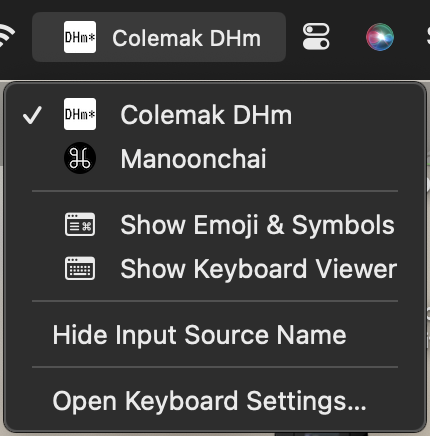 DHm* Colemak DHm
DHm* Colemak DHm
Manoonchai
Show Emoji & Symbols
Show Keyboard Viewer
Hide Input Source Name
Open Keyboard Settings...